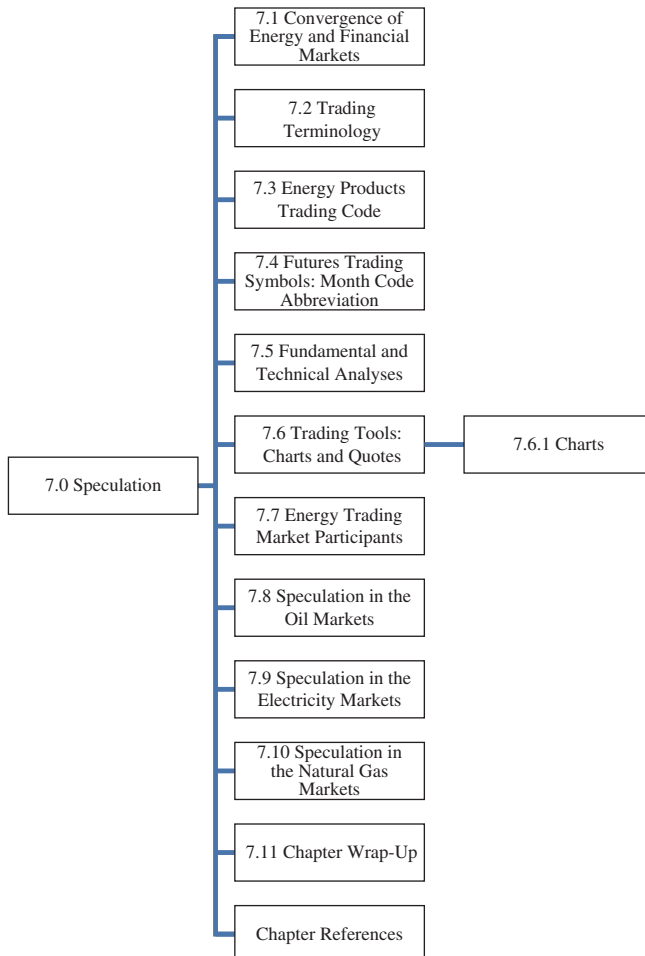 7.1 Convergence of
Energy and Financial
Markets
7.2 Trading
Terminology
7.3 Energy Products
Trading Code
7.4 Futures Trading
Symbols: Month Code
Abbreviation
7.5 Fundamental and
Technical Analyses
7.6 Trading Tools:
Charts and Quotes
7.6.1 Charts
7.0 Speculation
7.7 Energy Trading
Market Participants
7.8 Speculation in the
Oil Markets
7.9 Speculation in the
Electricity Markets
7.10 Speculation in
the Natural Gas
Markets
7.11 Chapter Wrap-Up
Chapter References